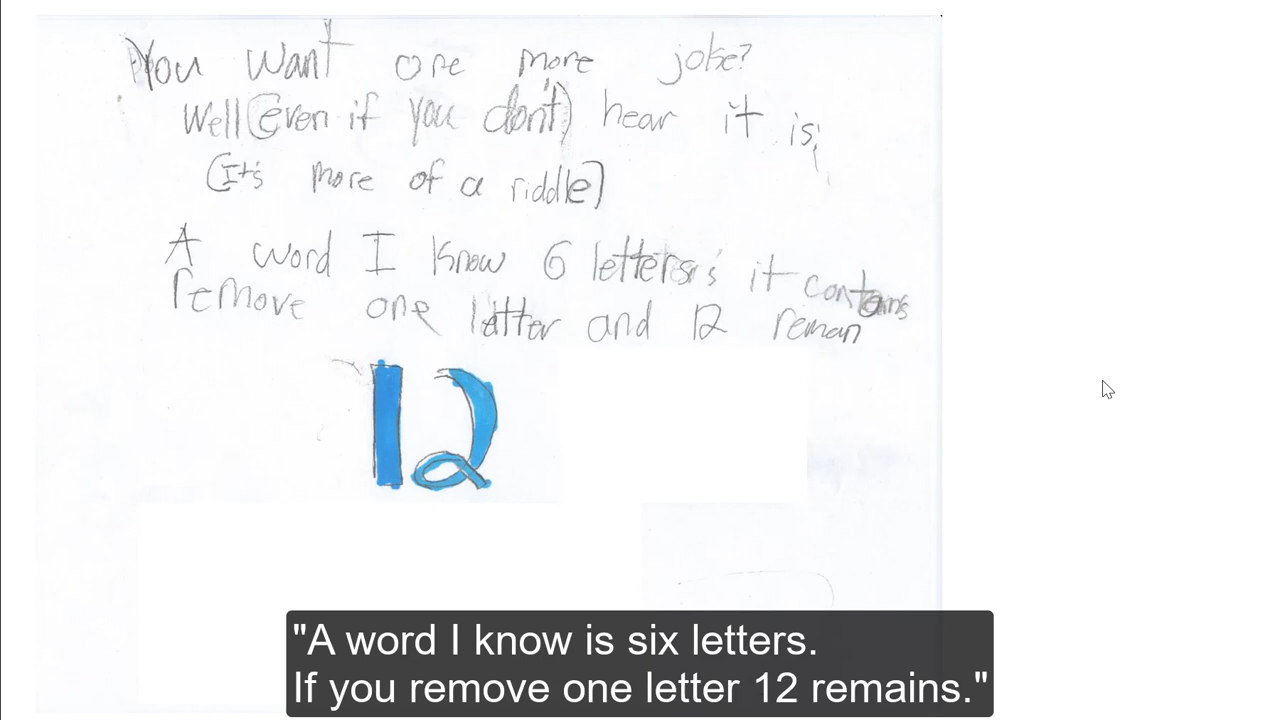 You want one more joke?
Well (even if you don't) hear it is,
(It's more of a riddle)
A word I know 6 letters it contains
remove one letter and 12 reman
12
"A word I know is six letters.
If you remove one letter 12 remains."